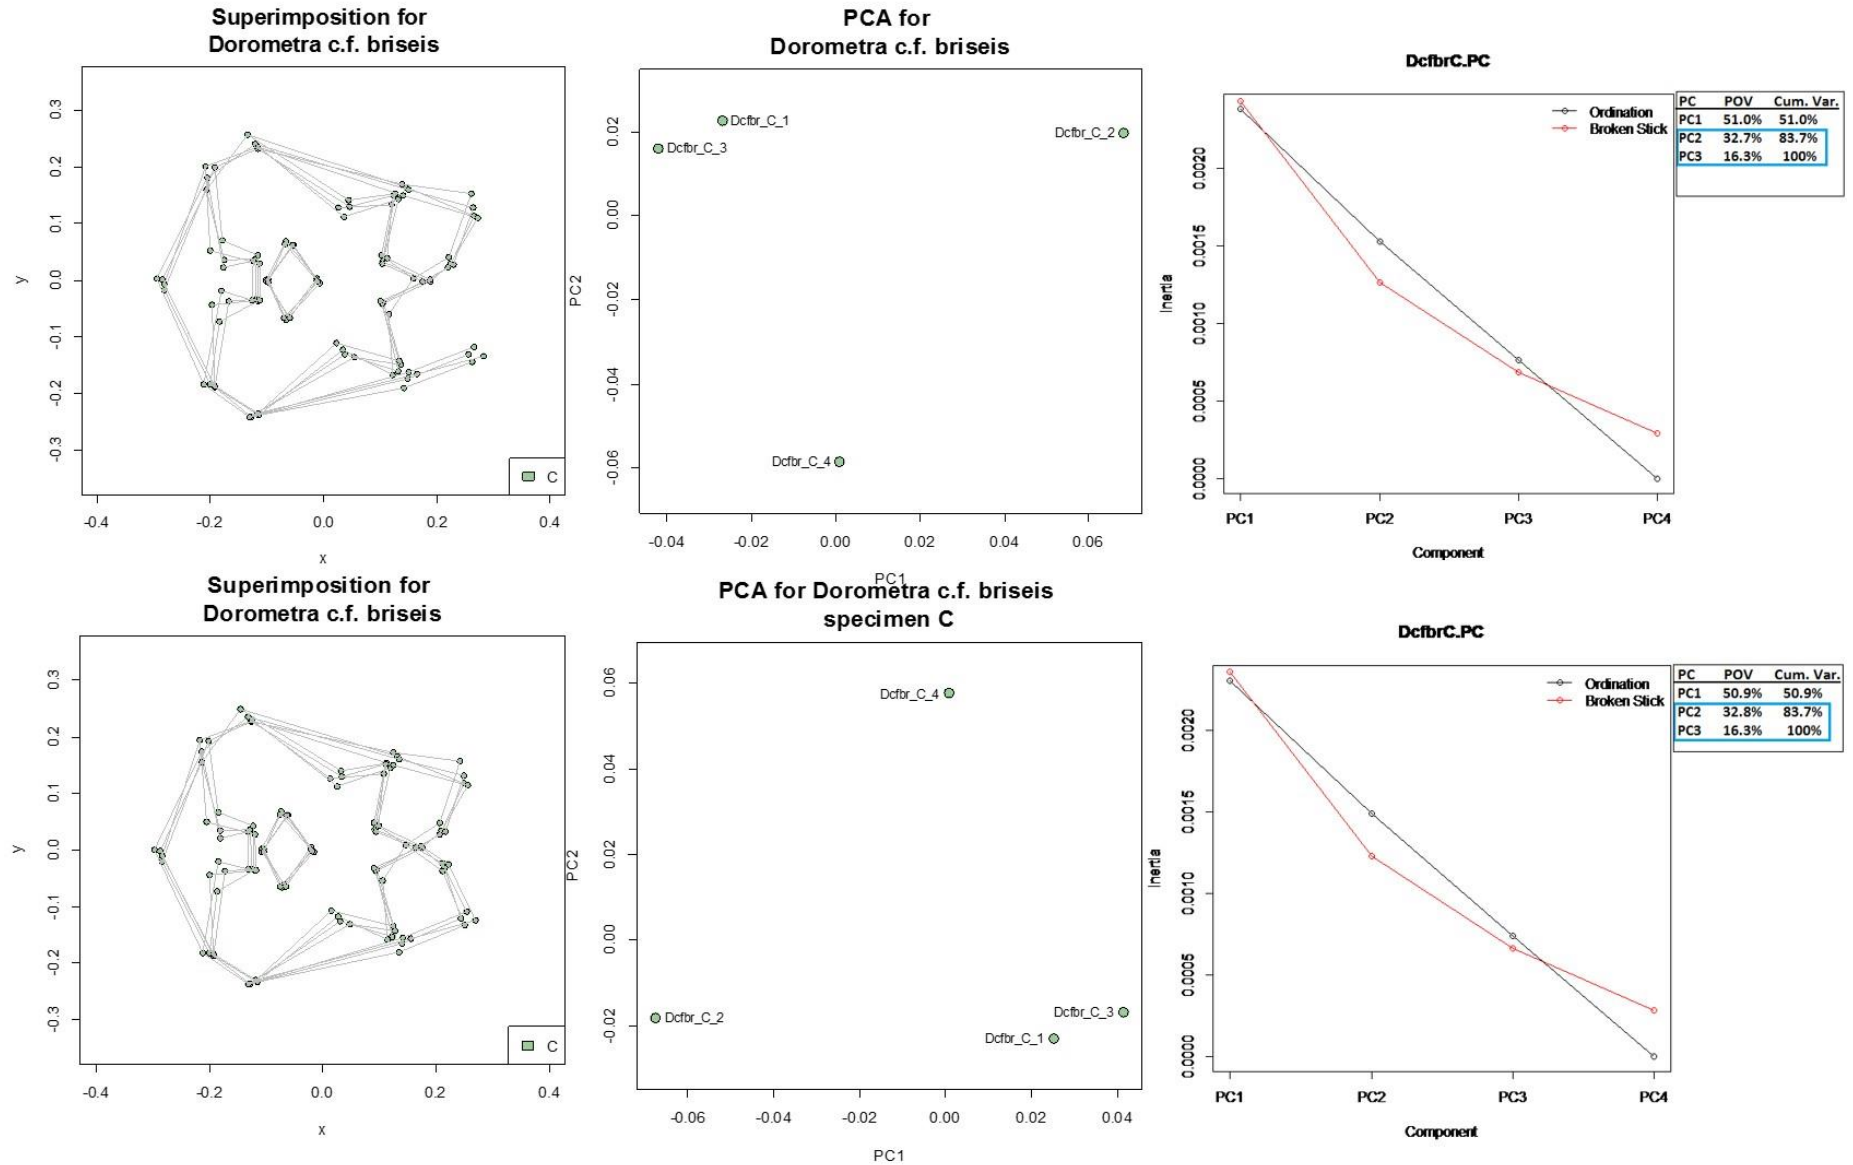 Superimposition for
Dorometra c.f. briseis
0.3
0.2
0.1
0.0
-0.1
-0.2
-0.3
y
C
-0.4
-0.2
0.0
0.2
0.4
x
PCA for
Dorometra c.f. briseis
0.02
0.00
-0.02
-0.04
-0.06
PC2
Dcfbr_C_1
Dcfbr_C_3
Dcfbr_C_2
Dcfbr_C_4
-0.04
-0.02
0.00
0.02
0.04
0.06
PC1
DcfbrC.PC
Ordination
Broken Stick
0.0020
0.0015
0.0010
0.0005
0.0000
Inertia
PC1
PC2
PC3
PC4
Component
PC POV Cum. Var.
PC1 51.0% 51.0%
PC2 32.7% 83.7%
PC3 16.3% 100%
Superimposition for
Dorometra c.f. briseis
0.3
0.2
0.1
0.0
-0.1
-0.2
-0.3
y
C
-0.4
-0.2
0.0
0.2
0.4
x
PCA for Dorometra c.f. briseis
specimen C
0.06
0.04
0.02
0.00
-0.02
PC2
Dcfbr_C_4
Dcfbr_C_2
Dcfbr_C_3
Dcfbr_C_1
-0.06
-0.04
-0.02
0.00
0.02
0.04
PC1
DcfbrC.PC
Ordination
Broken Stick
0.0020
0.0015
0.0010
0.0005
0.0000
Inertia
PC1
PC2
PC3
PC4
Component
PC POV Cum. Var.
PC1 50.9% 50.9%
PC2 32.8% 83.7%
PC3 16.3% 100%